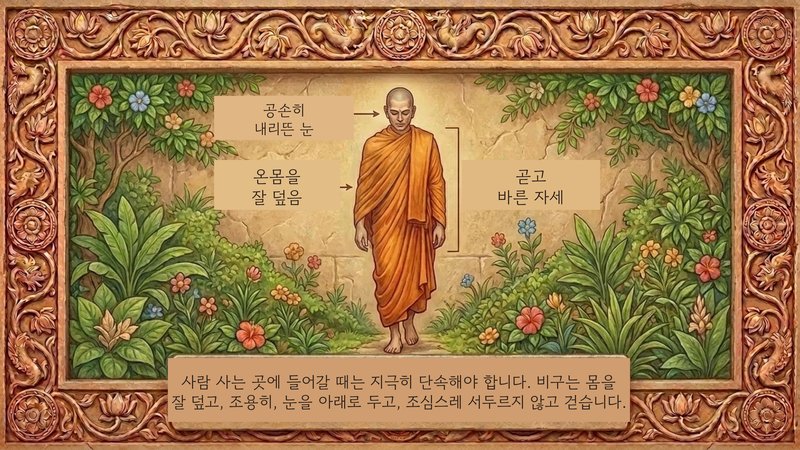 공손히
내리뜬 눈
온몸을
잘 덮음
곧고
바른 자세
사람 사는 곳에 들어갈 때는 지극히 단속해야 합니다. 비구는 몸을
잘 덮고, 조용히, 눈을 아래로 두고, 조심스레 서두르지 않고 걷습니다.